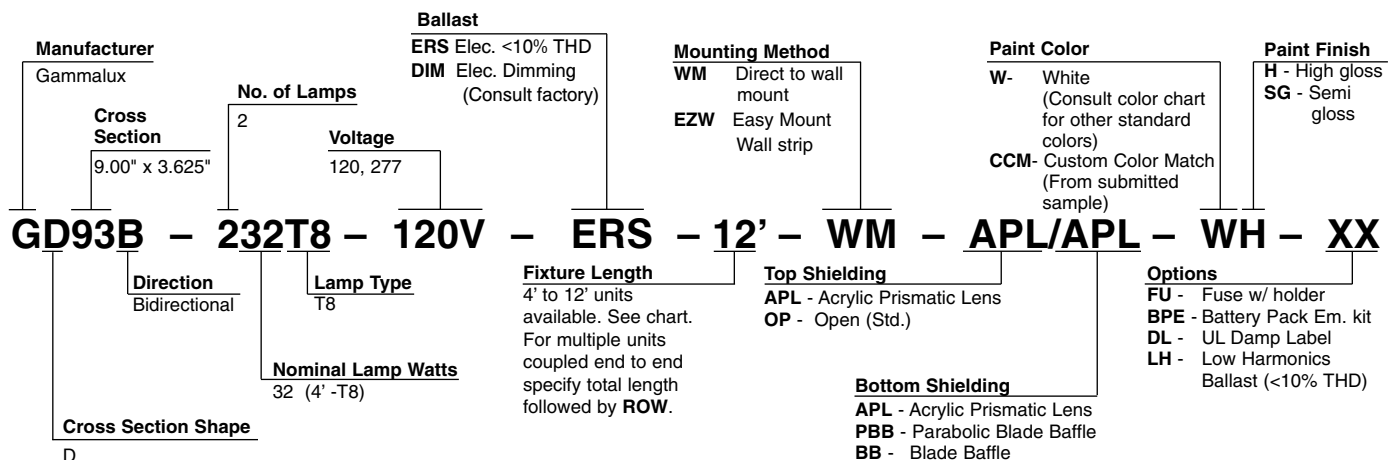 Manufacturer
Gammalux
Cross
Section
9.00" x 3.625"
No. of Lamps
2
Voltage
120, 277
Ballast
ERS Elec. <10% THD
DIM Elec. Dimming
(Consult factory)
Mounting Method
WM Direct to wall
mount
EZW Easy Mount
Wall strip
Paint Color
W- White
(Consult color chart
for other standard
colors)
CCM- Custom Color Match
(From submitted
sample)
Paint Finish
H - High gloss
SG - Semi
gloss
GD93B – 232T8 – 120V – ERS – 12' – WM – APL/APL – WH – XX
Direction
Bidirectional
Lamp Type
T8
Nominal Lamp Watts
32 (4' -T8)
Cross Section Shape
D
Fixture Length
4' to 12' units
available. See chart.
For multiple units
coupled end to end
specify total length
followed by ROW.
Top Shielding
APL - Acrylic Prismatic Lens
OP - Open (Std.)
Bottom Shielding
APL - Acrylic Prismatic Lens
PBB - Parabolic Blade Baffle
BB - Blade Baffle
Options
FU - Fuse w/ holder
BPE - Battery Pack Em. kit
DL - UL Damp Label
LH - Low Harmonics
Ballast (<10% THD)